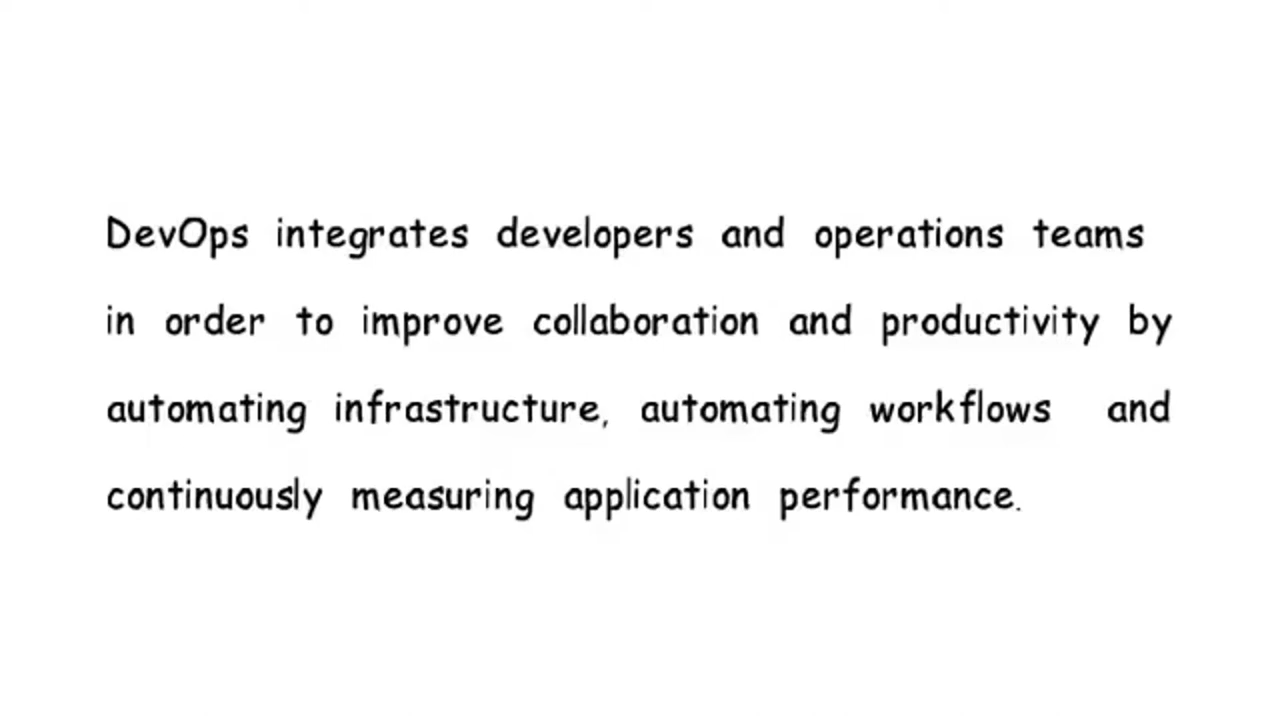 DevOps integrates developers and operations teams
in order to improve collaboration and productivity by
automating infrastructure, automating workflows and
continuously measuring application performance.